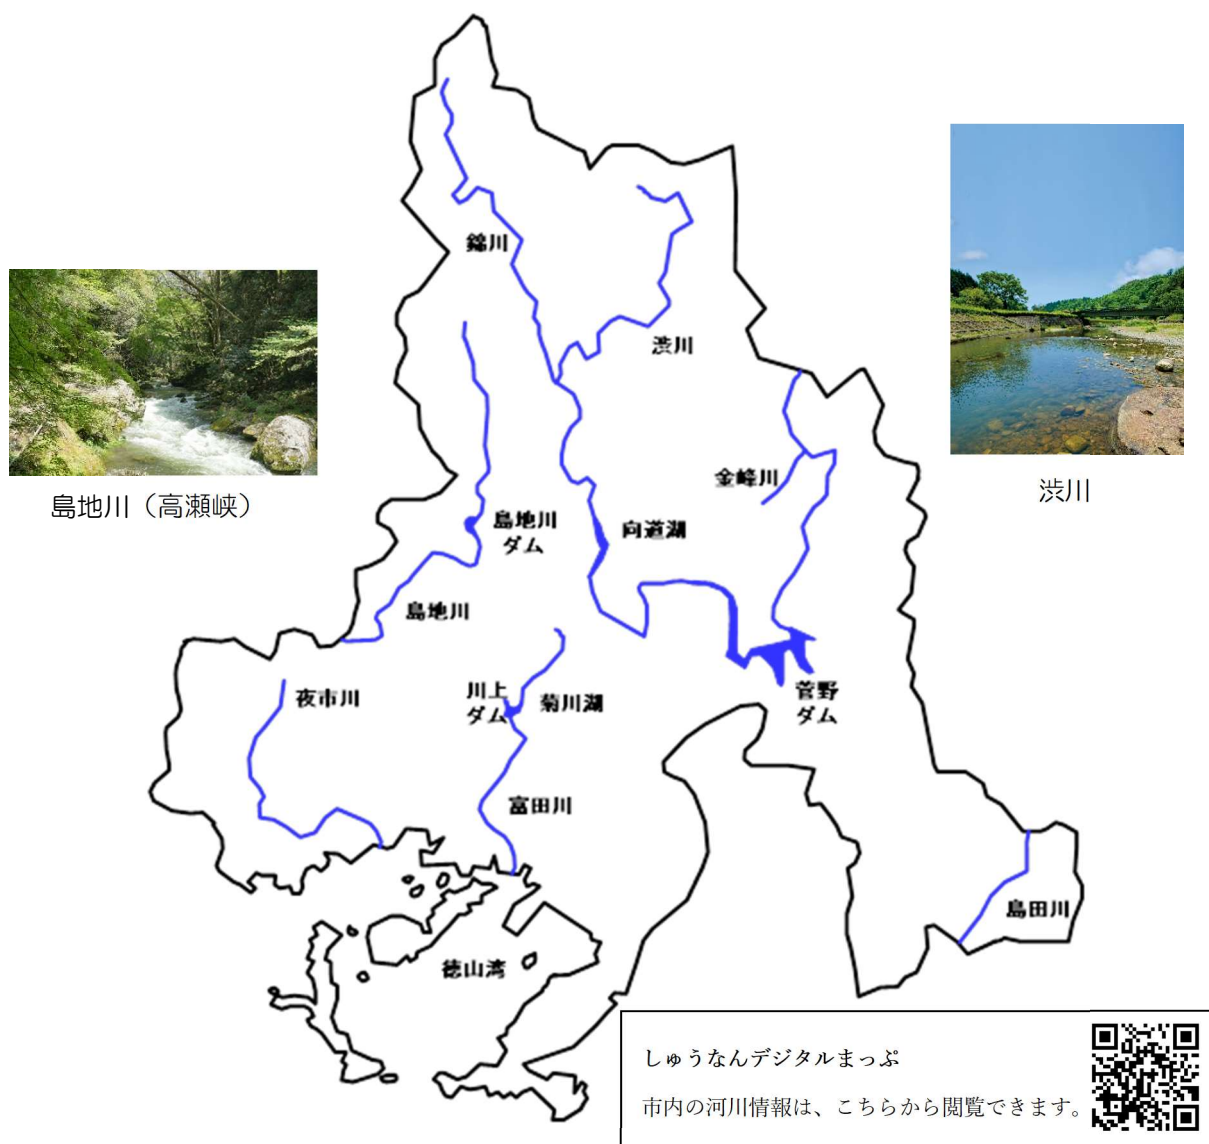 錦川
渋川
島地川（高瀬峡）
渋川
金峰川
島地川
ダム
向道湖
島地川
夜市川
川上
ダム
菊川湖
菅野
ダム
富田川
島田川
徳山湾
しゅうなんデジタルまっぷ
市内の河川情報は、こちらから閲覧できます。